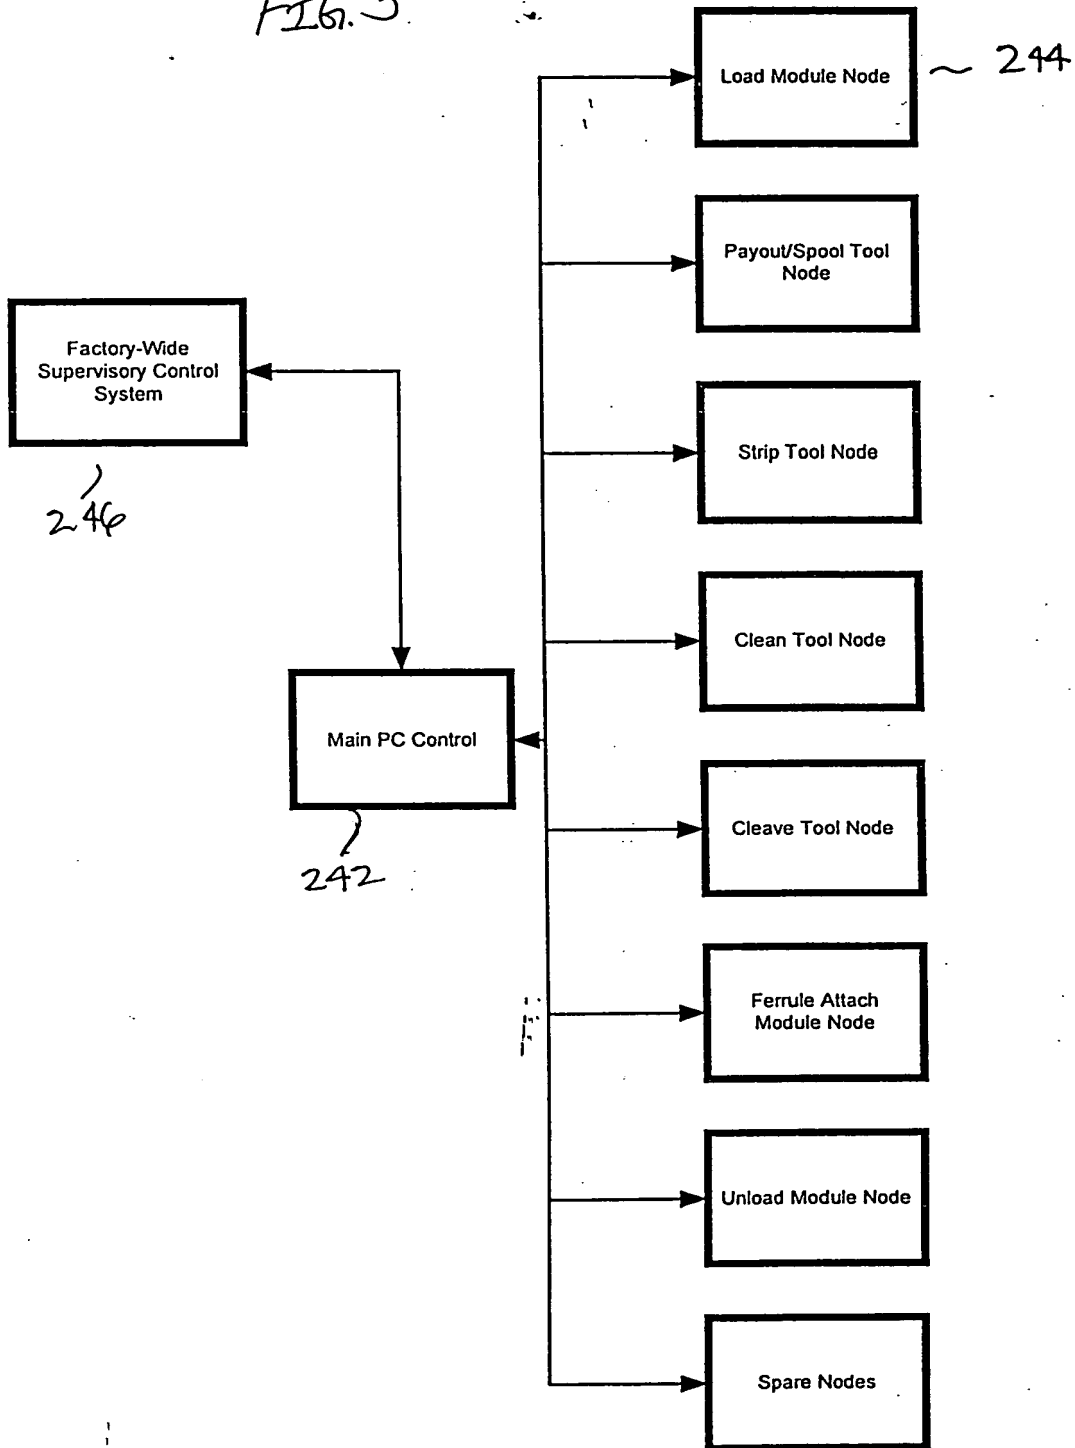 FIG. 5
Load Module Node
244
Payout/Spool Tool
Node
Factory-Wide
Supervisory Control
System
246
Strip Tool Node
Clean Tool Node
Main PC Control
242
Cleave Tool Node
Ferrule Attach
Module Node
Unload Module Node
Spare Nodes